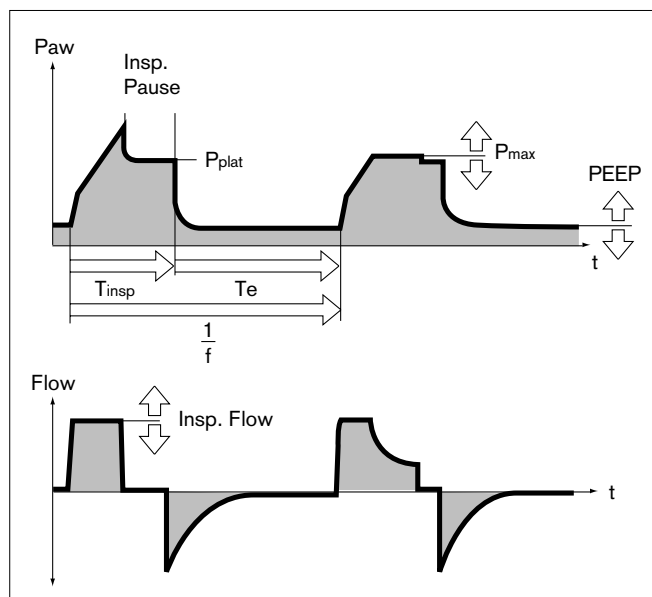 Paw
Insp.
Pause
Pplat
Pmax
PEEP
t
Tinsp
Te
1
f
Flow
Insp. Flow
t